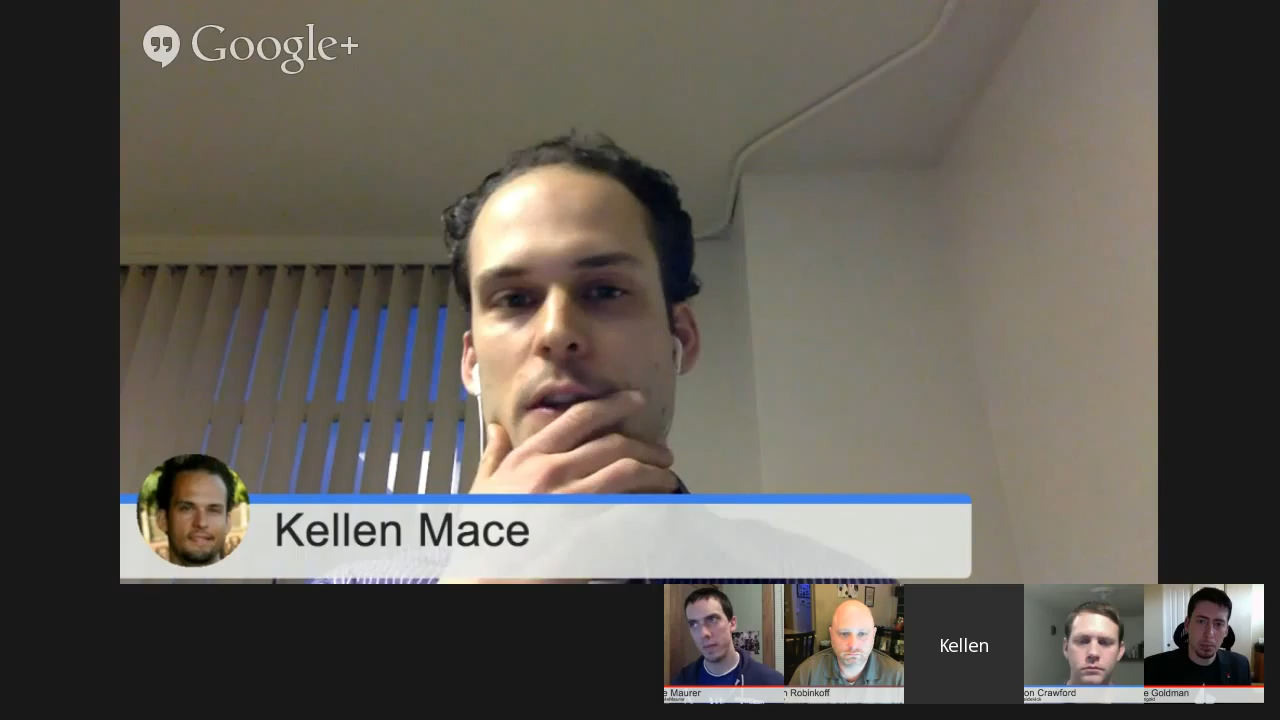 Google+
Kellen Mace
Kellen
e Maurer
n Robinkoff
on Crawford
e Goldman